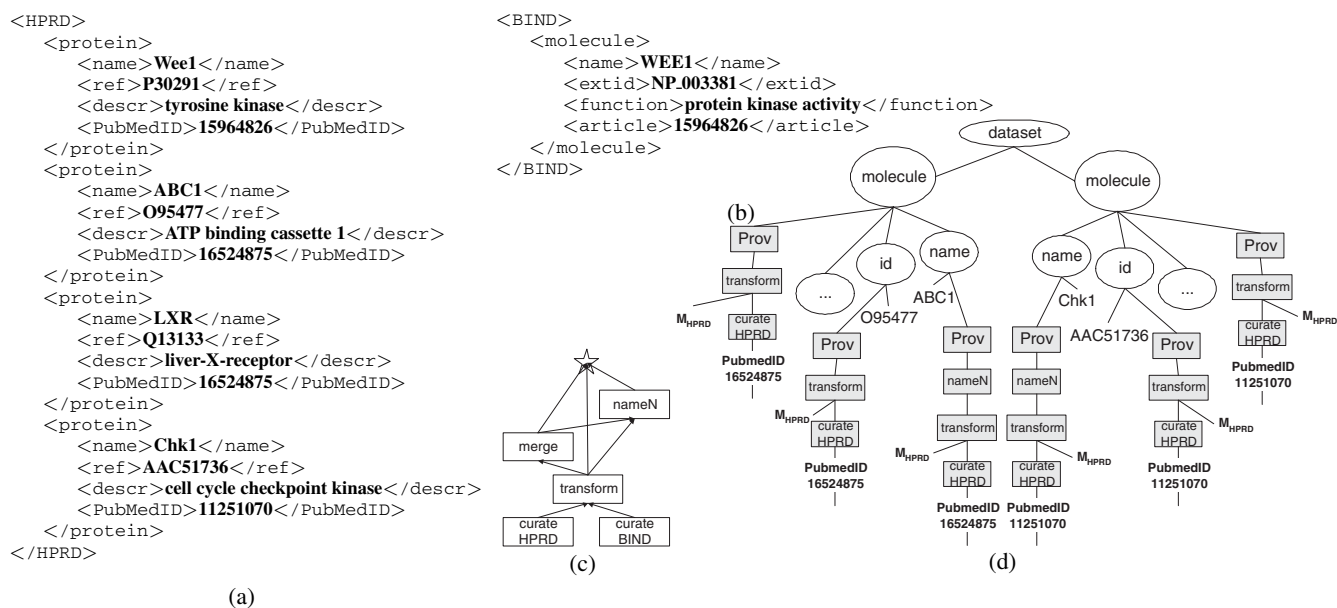 <HPRD>
<protein>
<name>Wee1</name>
<ref>P30291</ref>
<descr>tyrosine kinase</descr>
<PubMedID>15964826</PubMedID>
</protein>
<protein>
<name>ABC1</name>
<ref>O95477</ref>
<descr>ATP binding cassette 1</descr>
<PubMedID>16524875</PubMedID>
</protein>
<protein>
<name>LXR</name>
<ref>Q13133</ref>
<descr>liver-X-receptor</descr>
<PubMedID>16524875</PubMedID>
</protein>
<protein>
<name>Chk1</name>
<ref>AAC51736</ref>
<descr>cell cycle checkpoint kinase</descr>
<PubMedID>11251070</PubMedID>
</protein>
</HPRD>
(a)
<BIND>
<molecule>
<name>WEE1</name>
<extid>NP_003381</extid>
<function>protein kinase activity</function>
<article>15964826</article>
</molecule>
</BIND>
(b)
nameN
merge
transform
curate HPRD
curate BIND
(c)
dataset
molecule
molecule
Prov
transform
MHPRD
curate HPRD
PubmedID
16524875
...
id
O95477
Prov
transform
MHPRD
curate HPRD
PubmedID
16524875
name
ABC1
Prov
nameN
transform
MHPRD
curate HPRD
PubmedID
16524875
name
Chk1
Prov
nameN
transform
MHPRD
curate HPRD
PubmedID
11251070
id
AAC51736
Prov
transform
MHPRD
curate HPRD
PubmedID
11251070
...
Prov
transform
MHPRD
curate HPRD
PubmedID
11251070
(d)